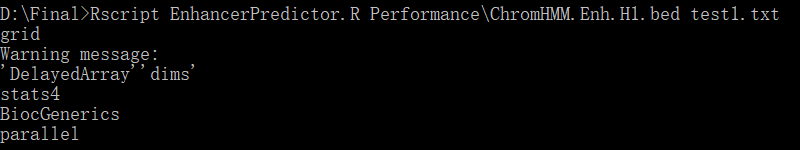 D:\Final>Rscript EnhancerPredictor.R Performance\ChromHMM.Enh.H1.bed test1.txt
grid
Warning message:
'DelayedArray''dims'
stats4
BiocGenerics
parallel